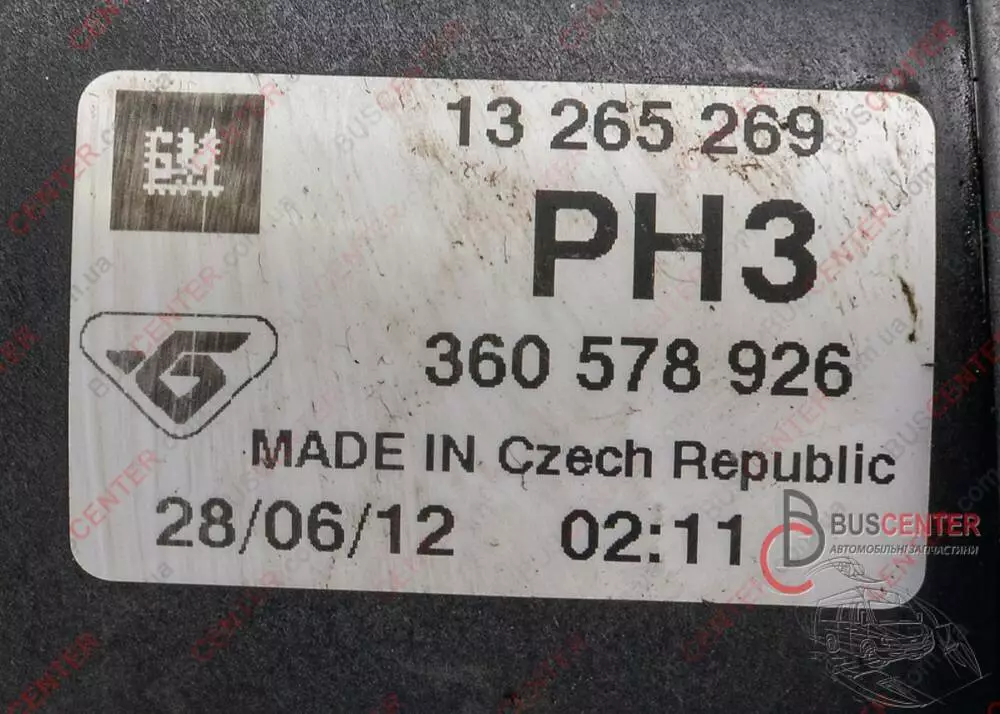 13 265 269
PH3
360 578 926
MADE IN Czech Republic
28/06/12 02:11
BUSCENTER
АВТОМОБІЛЬНІ ЗАПЧАСТИНИ